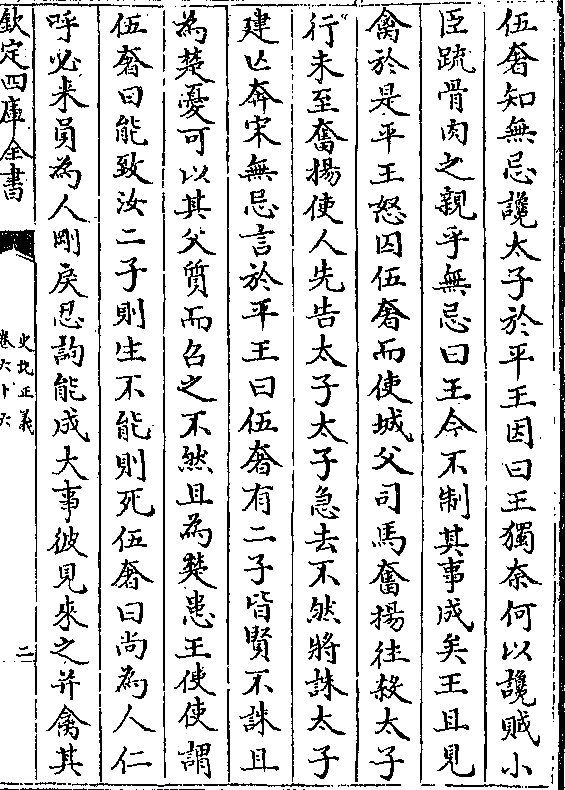 伍奢知無忌讒太子於平王因曰王獨奈何以讒賊小
臣疏骨肉之親乎無忌曰王今不制其事成矣王且見
禽於是平王怒囚伍奢而使城父司馬奮揚往殺太子
行未至奮揚使人先告太子太子急去不然將誅太子
建亡奔宋無忌言於平王曰伍奢有二子皆賢不誅且
為楚憂可以其父質而召之不然且為楚患王使使謂
伍奢曰能致汝二子則生不能則死伍奢曰尚為人仁
呼必來員為人剛戾忍訽能成大事彼見來之并禽其
欽定四庫全書
史記正義
卷六十六
二